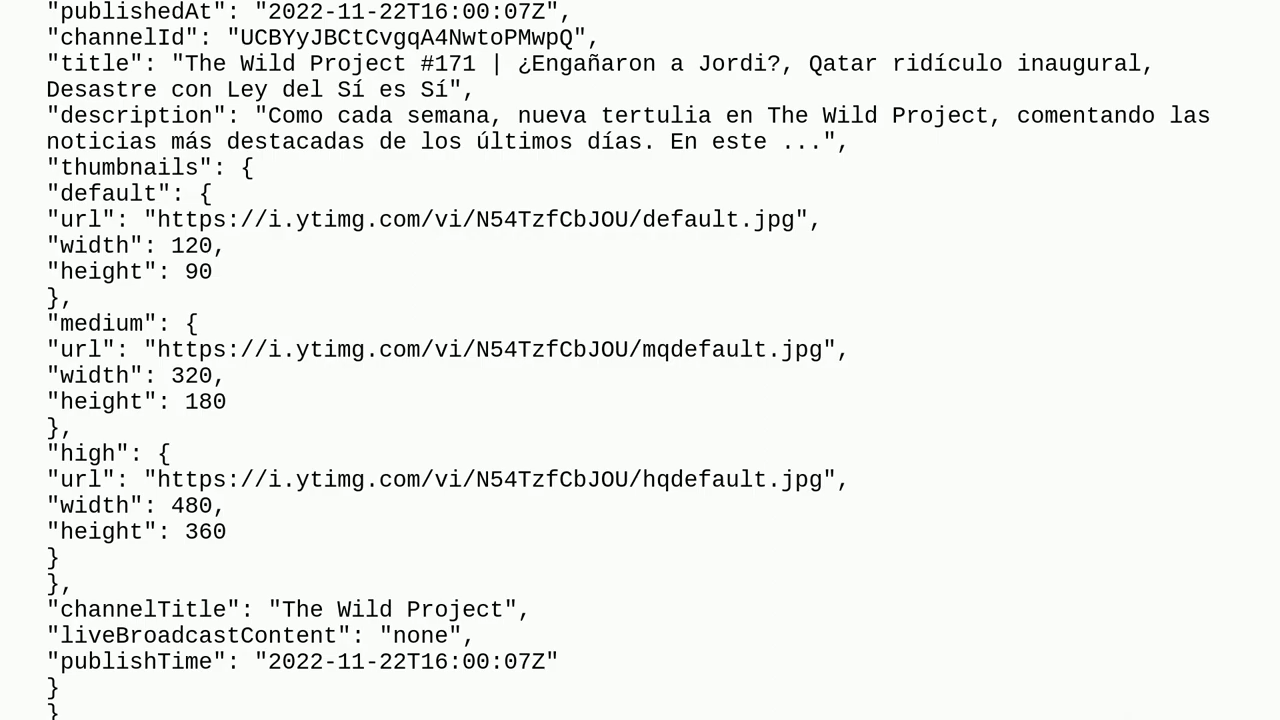 "publishedAt": "2022-11-22T16:00:07Z",
"channelId": "UCBYyJBCtCvgqA4NwtoPMwpQ",
"title": "The Wild Project #171 | ¿Engañaron a Jordi?, Qatar ridículo inaugural,
Desastre con Ley del Sí es Sí",
"description": "Como cada semana, nueva tertulia en The Wild Project, comentando las
noticias más destacadas de los últimos días. En este ...",
"thumbnails": {
"default": {
"url": "https://i.ytimg.com/vi/N54TzfCbJOU/default.jpg",
"width": 120,
"height": 90
},
"medium": {
"url": "https://i.ytimg.com/vi/N54TzfCbJOU/mqdefault.jpg",
"width": 320,
"height": 180
},
"high": {
"url": "https://i.ytimg.com/vi/N54TzfCbJOU/hqdefault.jpg",
"width": 480,
"height": 360
}
},
"channelTitle": "The Wild Project",
"liveBroadcastContent": "none",
"publishTime": "2022-11-22T16:00:07Z"
}
}